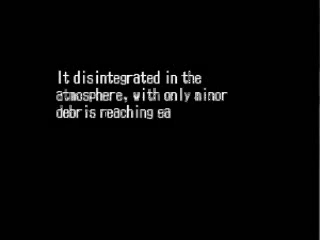 It disintegrated in the
atmosphere, with only minor
debris reaching ea